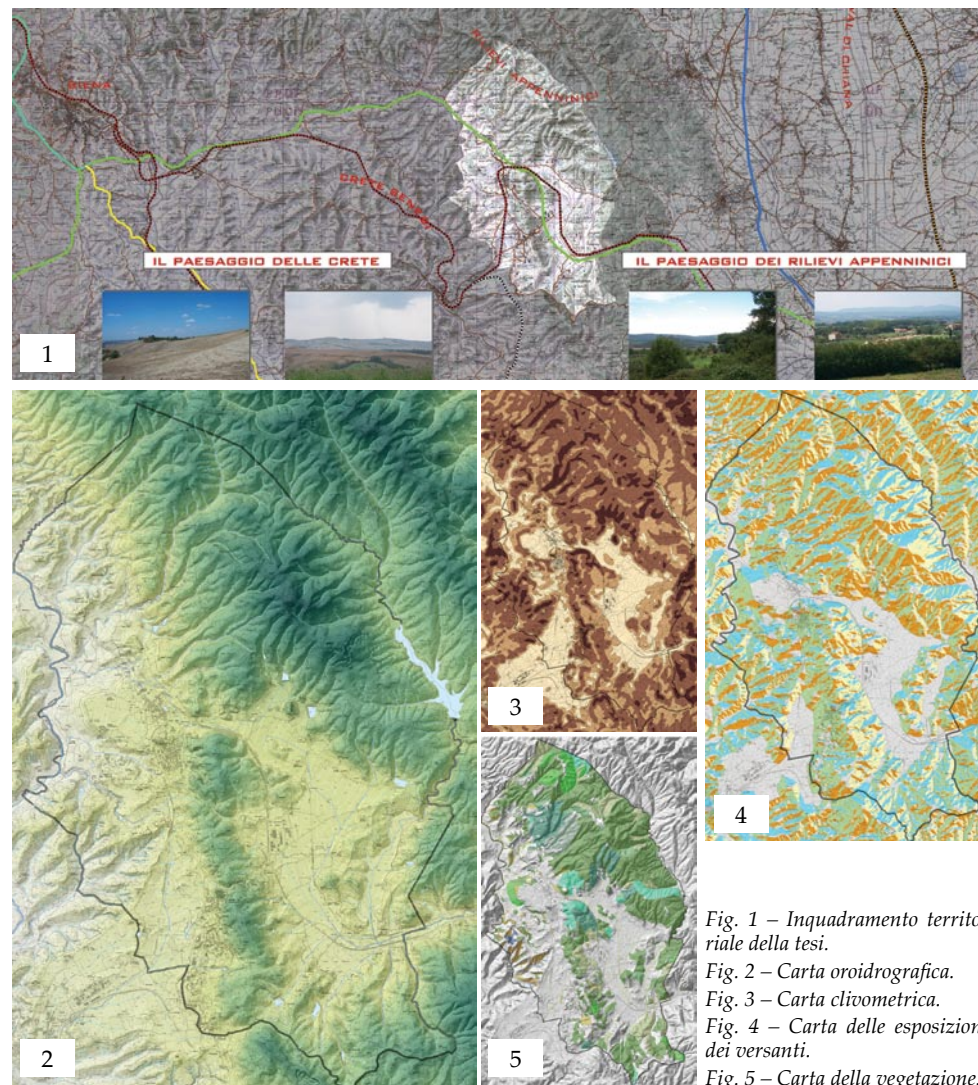 SIENA
RILIEVI APPENNINICI
VAL DI CHIANA
CRETE SENESI
IL PAESAGGIO DELLE CRETE
IL PAESAGGIO DEI RILIEVI APPENNINICI
1
2
3
4
5
Fig. 1 – Inquadramento territo-
riale della tesi.
Fig. 2 – Carta oroidrografica.
Fig. 3 – Carta clivometrica.
Fig. 4 – Carta delle esposizion
dei versanti.
Fig. 5 – Carta della vegetazione